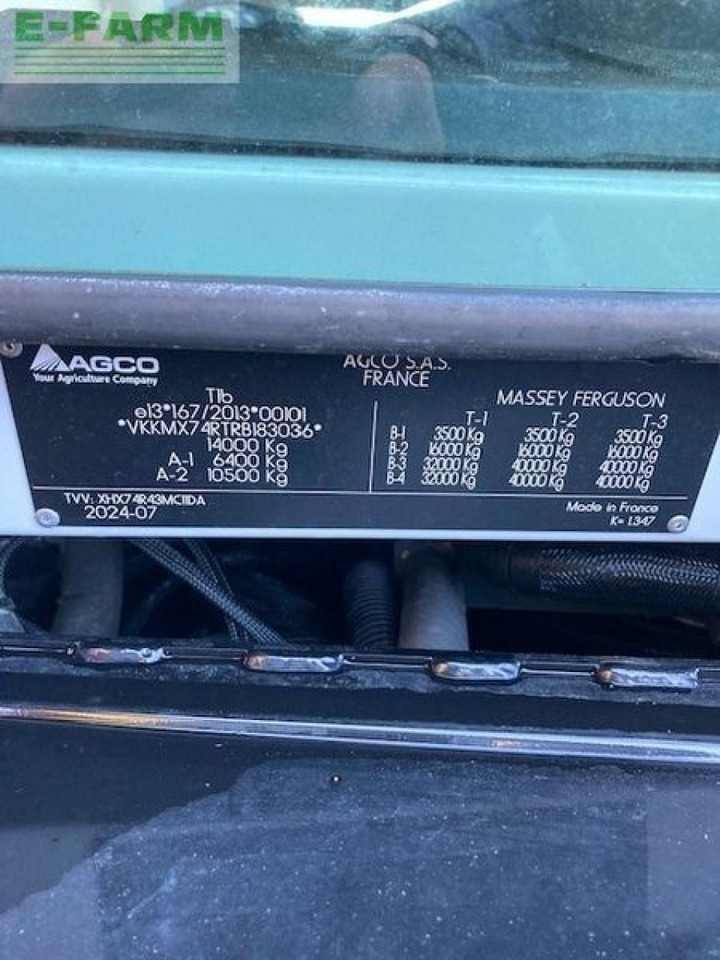 E-FARM
AGCO
Your Agriculture Company
AGCO S.A.S.
FRANCE
T1b
e13*167/2013*00101
*VKKMX74RTRB183036*
14000 Kg
A-1 6400 Kg
A-2 10500 Kg
MASSEY FERGUSON
T-1 T-2 T-3
B-1 3500 Kg 3500 Kg 3500 Kg
B-2 16000 Kg 16000 Kg 16000 Kg
B-3 32000 Kg 40000 Kg 40000 Kg
B-4 32000 Kg 40000 Kg 40000 Kg
TVV: XHX74R43MC11DA
2024-07
Made in France
K= 1.347